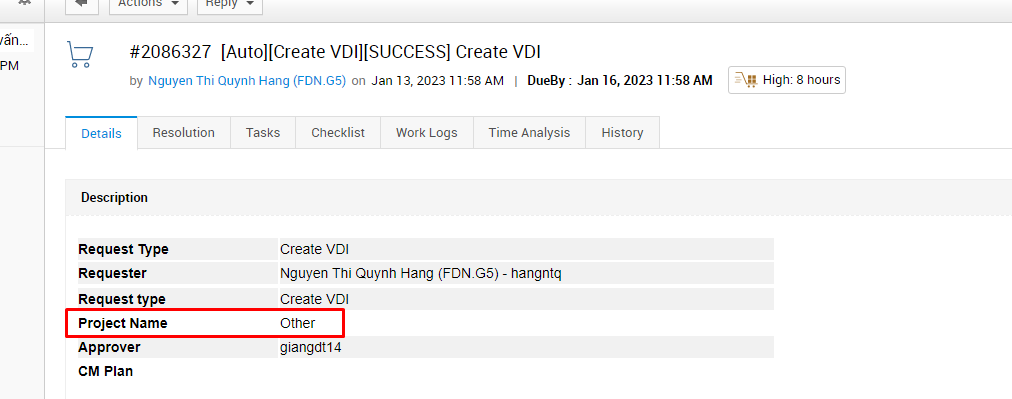 Actions Reply
vấn...
PM
#2086327 [Auto][Create VDI][SUCCESS] Create VDI
by Nguyen Thi Quynh Hang (FDN.G5) on Jan 13, 2023 11:58 AM | DueBy : Jan 16, 2023 11:58 AM High: 8 hours
Details Resolution Tasks Checklist Work Logs Time Analysis History
Description
Request Type Create VDI
Requester Nguyen Thi Quynh Hang (FDN.G5) - hangntq
Request type Create VDI
Project Name Other
Approver giangdt14
CM Plan